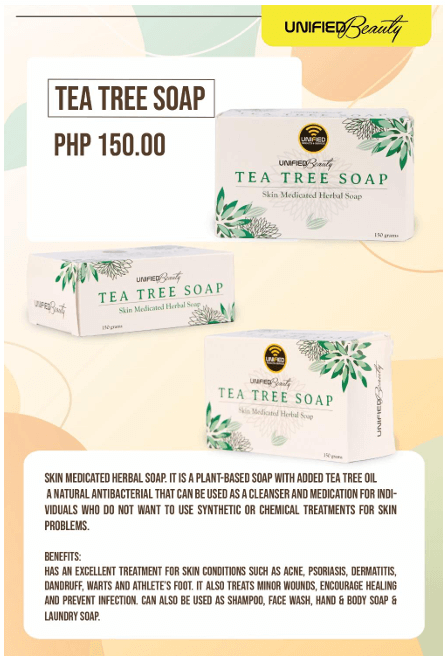 UNIFIED Beauty
TEA TREE SOAP
PHP 150.00
UNIFIED
UNIFIED Beauty
TEA TREE SOAP
Skin Medicated Herbal Soap
150 grams
UNIFIED Beauty
UNIFIED Beauty
TEA TREE SOAP
Skin Medicated Herbal Soap
150 grams
UNIFIED Beauty
TEA TREE SOAP
Skin Medicated Herbal Soap
150 grams
UNIFIED Beauty
SKIN MEDICATED HERBAL SOAP. IT IS A PLANT-BASED SOAP WITH ADDED TEA TREE OIL
A NATURAL ANTIBACTERIAL THAT CAN BE USED AS A CLEANSER AND MEDICATION FOR INDI-
VIDUALS WHO DO NOT WANT TO USE SYNTHETIC OR CHEMICAL TREATMENTS FOR SKIN
PROBLEMS.
BENEFITS:
HAS AN EXCELLENT TREATMENT FOR SKIN CONDITIONS SUCH AS ACNE, PSORIASIS, DERMATITIS,
DANDRUFF, WARTS AND ATHLETE'S FOOT. IT ALSO TREATS MINOR WOUNDS, ENCOURAGE HEALING
AND PREVENT INFECTION. CAN ALSO BE USED AS SHAMPOO, FACE WASH, HAND & BODY SOAP &
LAUNDRY SOAP.